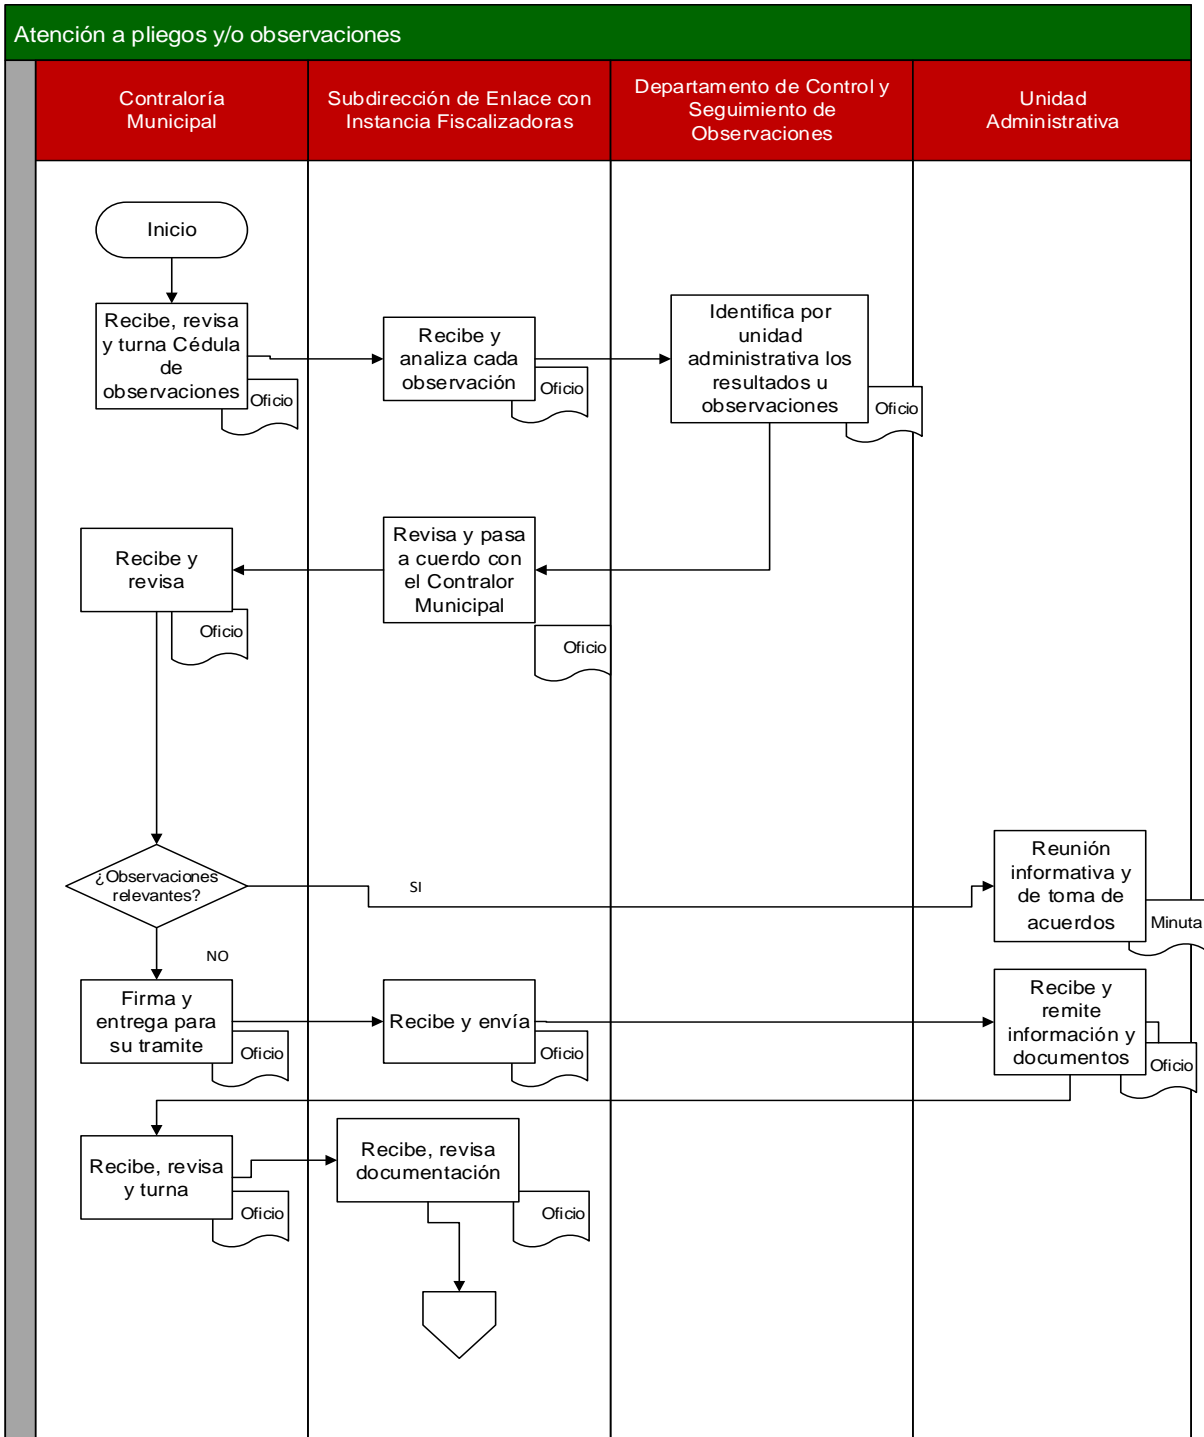 Atención a pliegos y/o observaciones
Contraloría
Municipal
Subdirección de Enlace con
Instancia Fiscalizadoras
Departamento de Control y
Seguimiento de
Observaciones
Unidad
Administrativa
Inicio
Recibe, revisa
y turna Cédula
de
observaciones
Oficio
Recibe y
analiza cada
observación
Oficio
Identifica por
unidad
administrativa los
resultados u
observaciones
Oficio
Recibe y
revisa
Oficio
Revisa y pasa
a cuerdo con
el Contralor
Municipal
Oficio
¿Observaciones
relevantes?
SI
Reunión
informativa y
de toma de
acuerdos
Minuta
NO
Firma y
entrega para
su tramite
Oficio
Recibe y envía
Oficio
Recibe y
remite
información y
documentos
Oficio
Recibe, revisa
y turna
Oficio
Recibe, revisa
documentación
Oficio